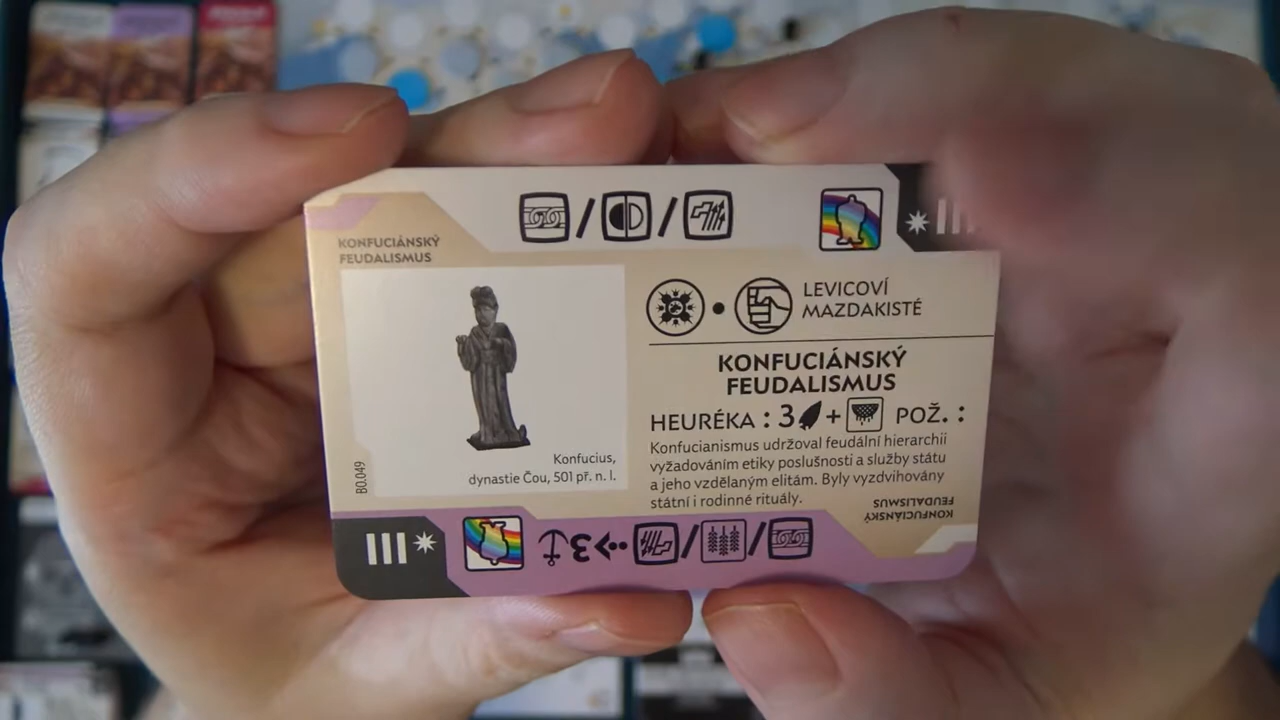 KONFUCIÁNSKÝ
FEUDALISMUS
III
LEVICOVÍ
MAZDAKISTÉ
KONFUCIÁNSKÝ
FEUDALISMUS
HEURÉKA : 3 + POŽ. :
Konfucianismus udržoval feudální hierarchii
vyžadováním etiky poslušnosti a služby státu
a jeho vzdělaným elitám. Byly vyzdvihovány
státní i rodinné rituály.
Konfucius,
dynastie Čou, 501 př. n. l.
B0.049
KONFUCIÁNSKÝ
FEUDALISMUS
III
3